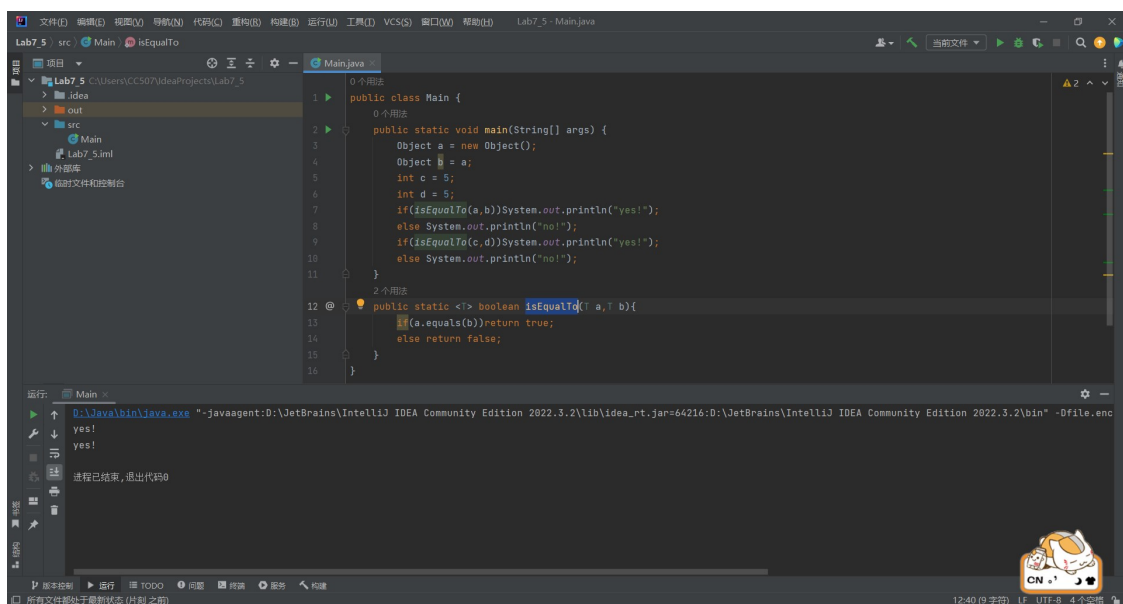 文件(F) 编辑(E) 视图(V) 导航(N) 代码(C) 重构(R) 构建(B) 运行(U) 工具(T) VCS(S) 窗口(W) 帮助(H) Lab7_5 - Main.java
Lab7_5 src Main isEqualTo 当前文件
项目 Main.java
Lab7_5 C:\Users\CC507\IdeaProjects\Lab7_5
.idea
out
src
Main
Lab7_5.iml
外部库
临时文件和控制台
0个用法
1 public class Main {
0个用法
2 public static void main(String[] args) {
3 Object a = new Object();
4 Object b = a;
5 int c = 5;
6 int d = 5;
7 if(isEqualTo(a,b))System.out.println("yes!");
8 else System.out.println("no!");
9 if(isEqualTo(c,d))System.out.println("yes!");
10 else System.out.println("no!");
11 }
2个用法
12 @ public static <T> boolean isEqualTo(T a,T b){
13 if(a.equals(b))return true;
14 else return false;
15 }
16 }
2
运行: Main
D:\Java\bin\java.exe "-javaagent:D:\JetBrains\IntelliJ IDEA Community Edition 2022.3.2\lib\idea_rt.jar=64216:D:\JetBrains\IntelliJ IDEA Community Edition 2022.3.2\bin" -Dfile.enc
yes!
yes!
进程已结束,退出代码0
书签
结构
CN
版本控制 运行 TODO 问题 终端 服务 构建
所有文件都处于最新状态 (片刻 之前) 12:40 (9 字符) LF UTF-8 4 个空格